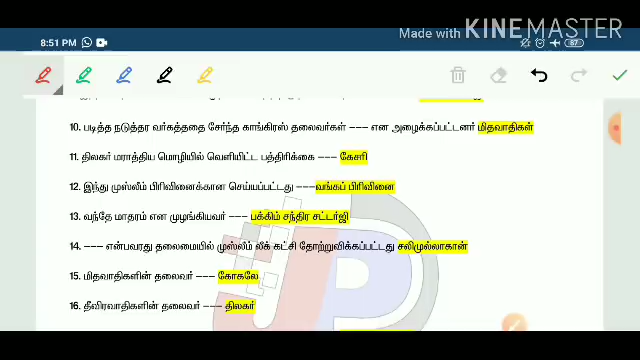 Made with KINEMASTER
8:51 PM
87
10. படித்த நடுத்தர வர்கத்தை சேர்ந்த காங்கிரஸ் தலைவர்கள் --- என அழைக்கப்பட்டனர் மிதவாதிகள்
11. திலகர் மராத்திய மொழியில் வெளியிட்ட பத்திரிக்கை --- கேசரி
12. இந்து முஸ்லீம் பிரிவினைக்கான செய்யப்பட்டது ---வங்கப் பிரிவினை
13. வந்தே மாதரம் என முழங்கியவர் --- பக்கிம் சந்திர சட்டர்ஜி
14. --- என்பவரது தலைமையில் முஸ்லீம் லீக் கட்சி தோற்றுவிக்கப்பட்டது சலிமுல்லாகான்
15. மிதவாதிகளின் தலைவர் --- கோகலே
16. தீவிரவாதிகளின் தலைவர் --- திலகர்